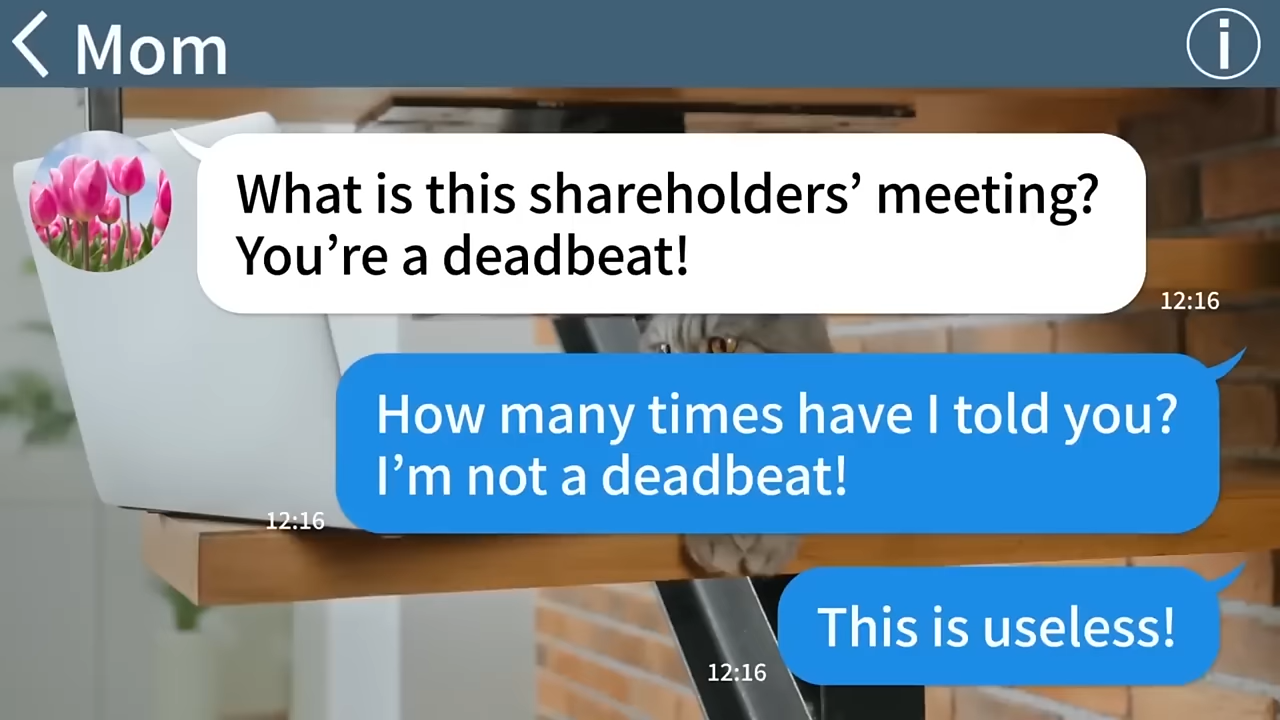 Mom
What is this shareholders’ meeting?
You’re a deadbeat!
12:16
How many times have I told you?
I’m not a deadbeat!
12:16
This is useless!
12:16